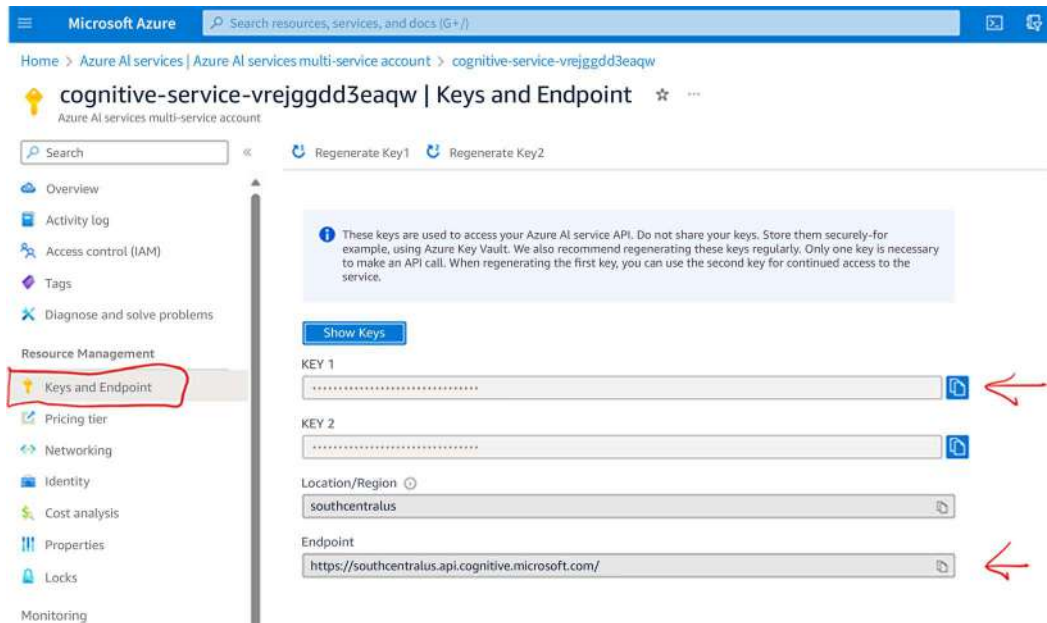 Microsoft Azure
Search resources, services, and docs (G+/)
Home > Azure AI services | Azure AI services multi-service account > cognitive-service-vrejggdd3eaqw
cognitive-service-vrejggdd3eaqw | Keys and Endpoint
Azure AI services multi-service account
Search
Regenerate Key1 Regenerate Key2
Overview
Activity log
Access control (IAM)
Tags
Diagnose and solve problems
Resource Management
Keys and Endpoint
Pricing tier
Networking
Identity
Cost analysis
Properties
Locks
Monitoring
These keys are used to access your Azure AI service API. Do not share your keys. Store them securely-for
example, using Azure Key Vault. We also recommend regenerating these keys regularly. Only one key is necessary
to make an API call. When regenerating the first key, you can use the second key for continued access to the
service.
Show Keys
KEY 1
KEY 2
Location/Region
southcentralus
Endpoint
https://southcentralus.api.cognitive.microsoft.com/